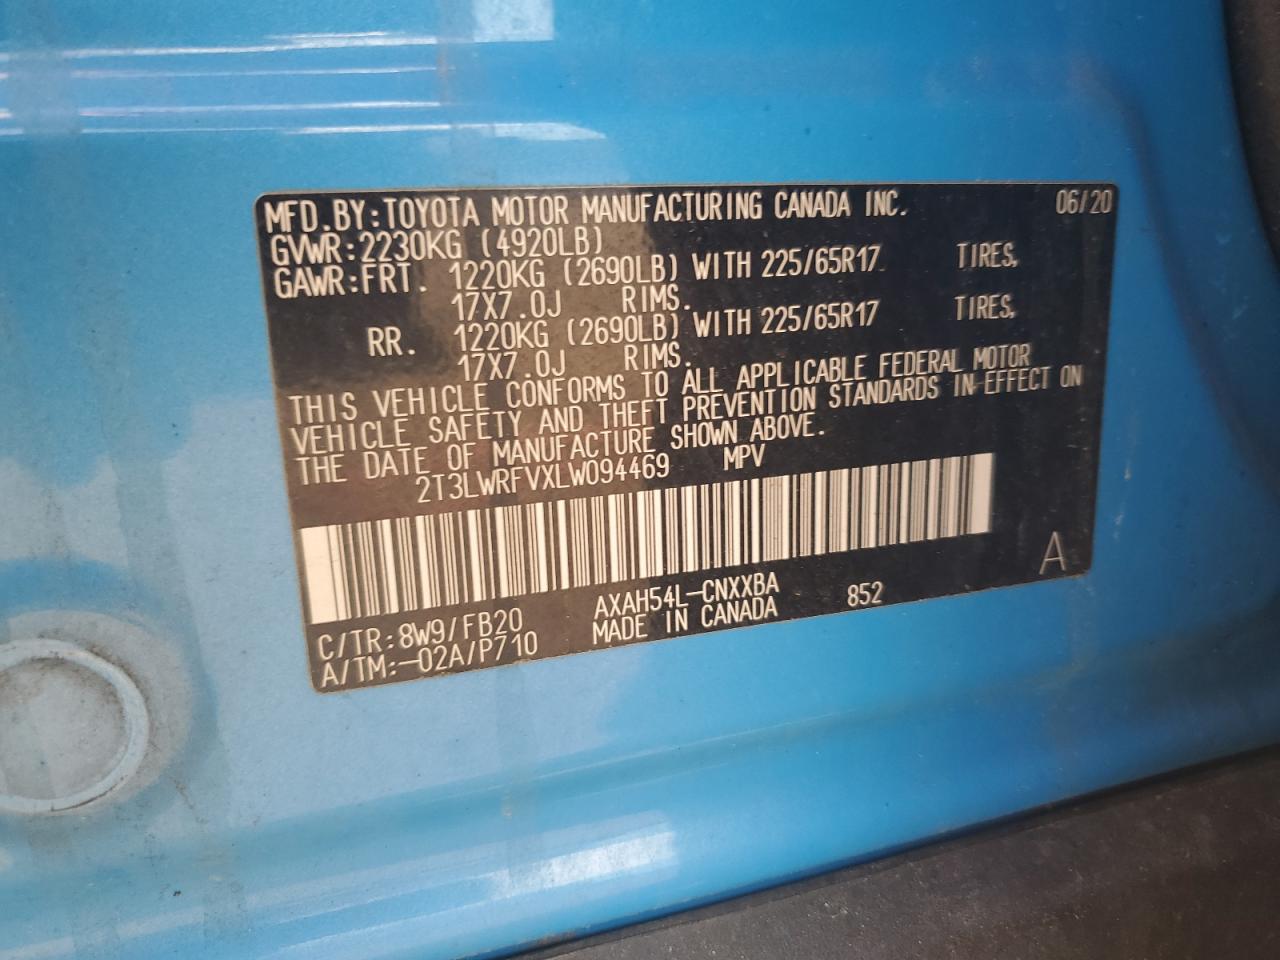 MFD.BY:TOYOTA MOTOR MANUFACTURING CANADA INC. 06/20
GVWR:2230KG (4920LB)
GAWR:FRT. 1220KG (2690LB) WITH 225/65R17 TIRES,
17X7.0J RIMS.
RR. 1220KG (2690LB) WITH 225/65R17 TIRES,
17X7.0J RIMS.
THIS VEHICLE CONFORMS TO ALL APPLICABLE FEDERAL MOTOR
VEHICLE SAFETY AND THEFT PREVENTION STANDARDS IN EFFECT ON
THE DATE OF MANUFACTURE SHOWN ABOVE.
2T3LWRFVXLW094469 MPV
A
C/TR:8W9/FB20 AXAH54L-CNXXBA 852
A/TM:-02A/P710 MADE IN CANADA